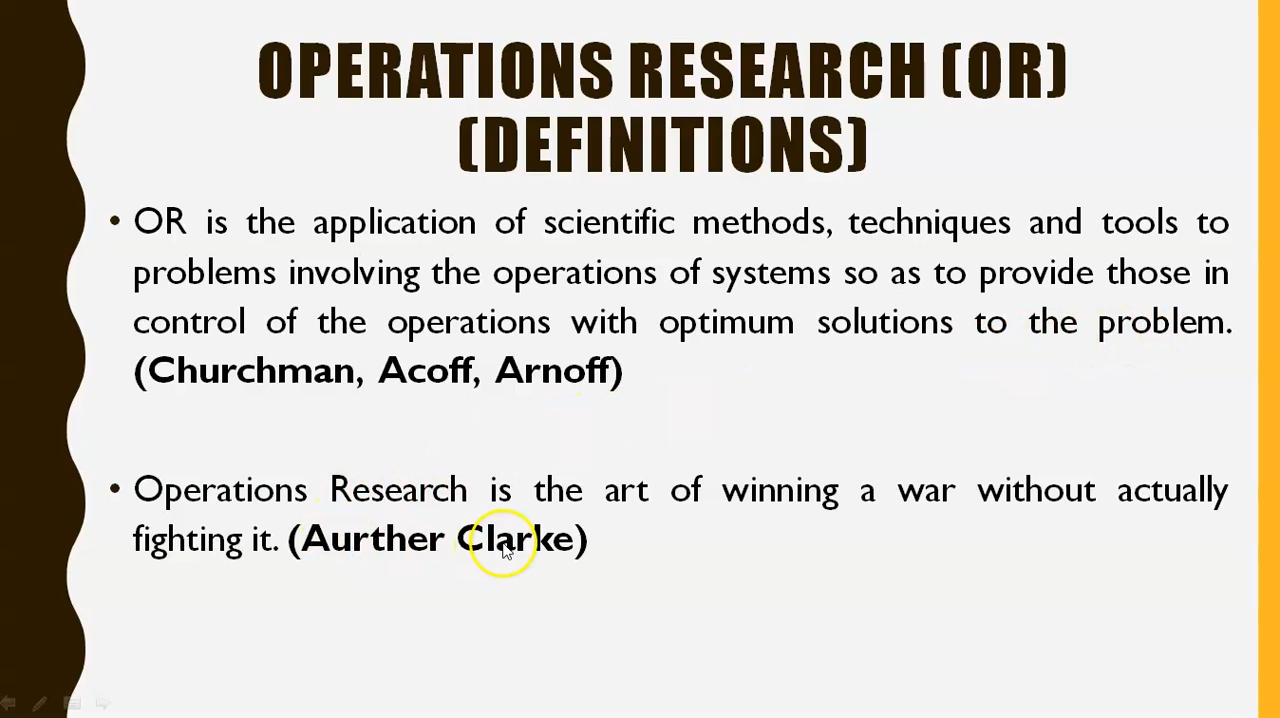 OPERATIONS RESEARCH (OR)
(DEFINITIONS)
• OR is the application of scientific methods, techniques and tools to
problems involving the operations of systems so as to provide those in
control of the operations with optimum solutions to the problem.
(Churchman, Acoff, Arnoff)
• Operations Research is the art of winning a war without actually
fighting it. (Aurther Clarke)